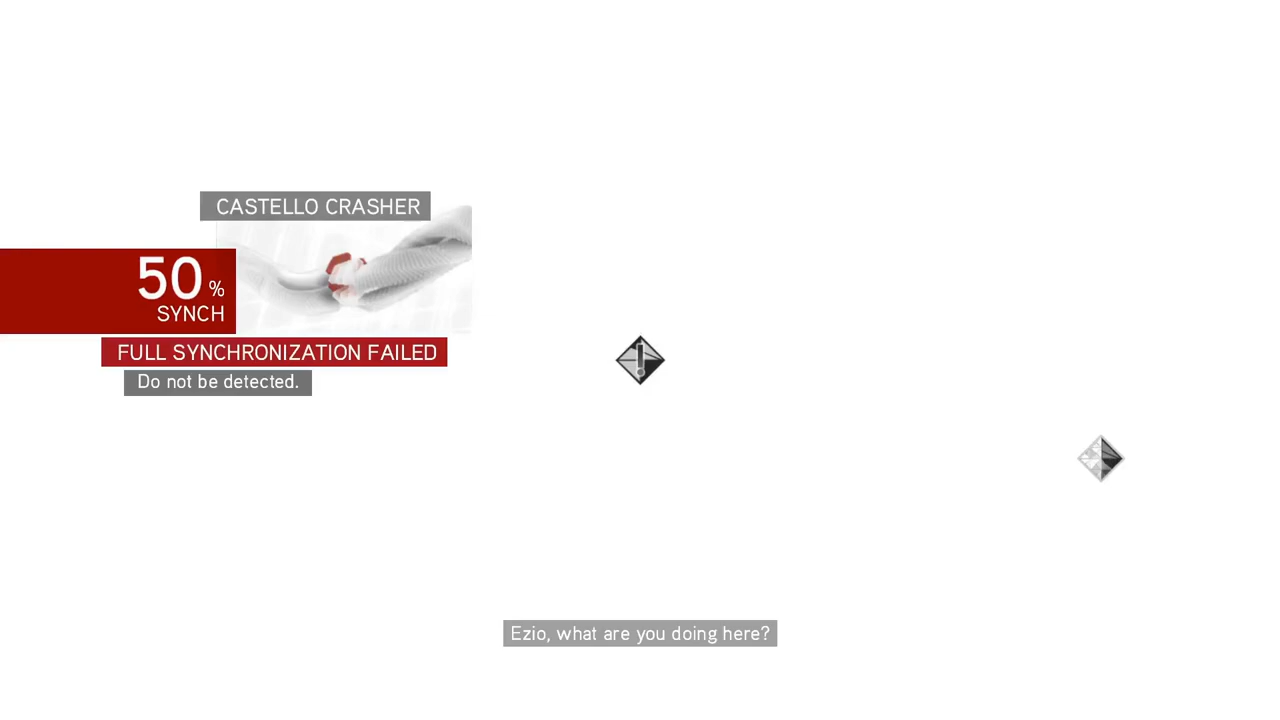 CASTELLO CRASHER
50 %
SYNCH
FULL SYNCHRONIZATION FAILED
Do not be detected.
Ezio, what are you doing here?